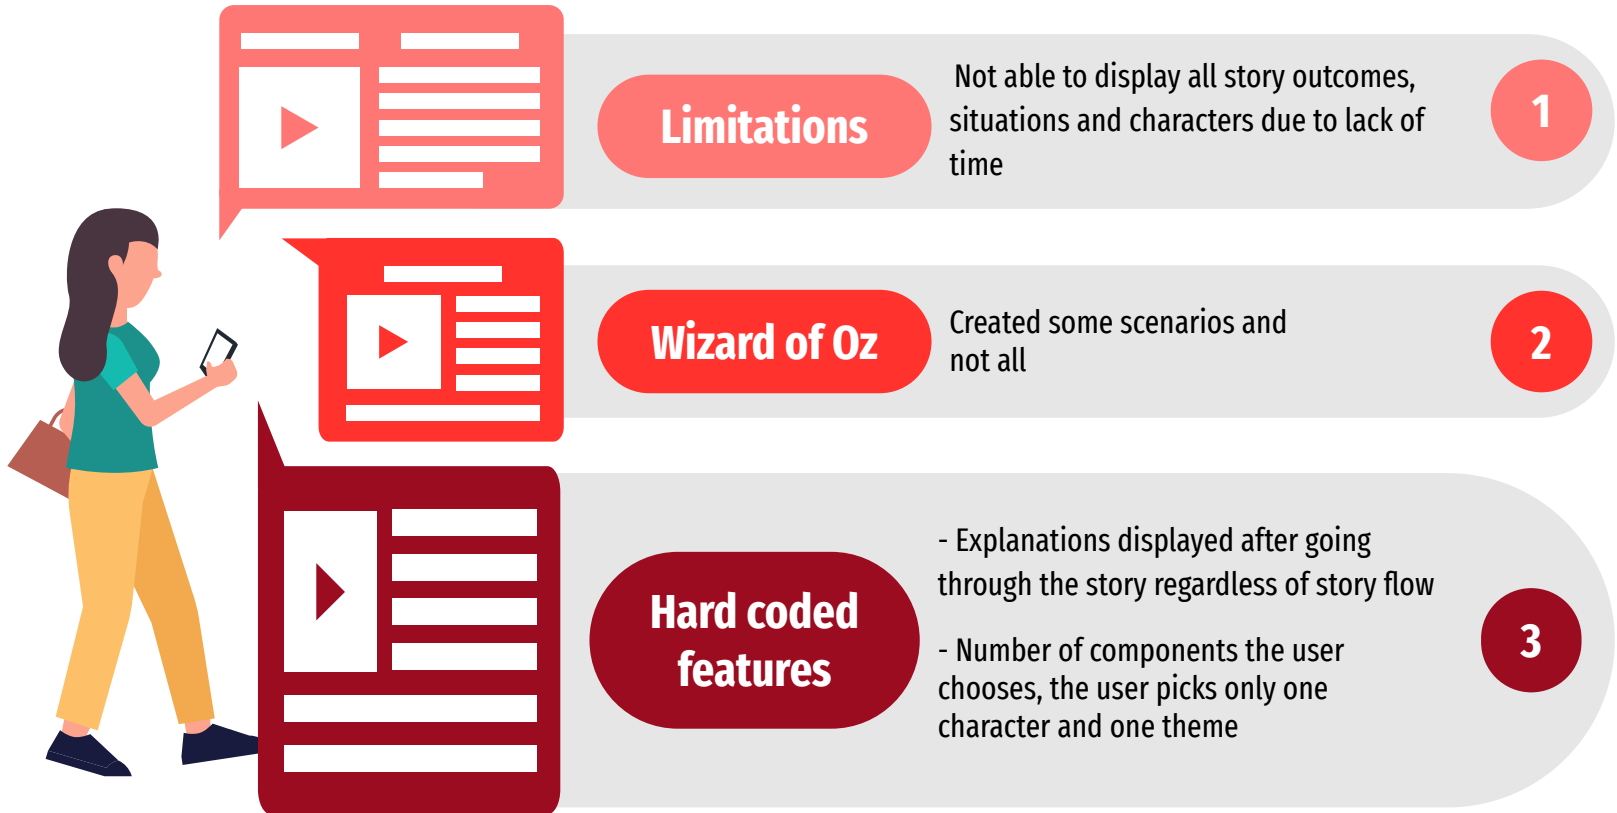 Limitations
Not able to display all story outcomes,
situations and characters due to lack of
time
1
Wizard of Oz
Created some scenarios and
not all
2
Hard coded
features
- Explanations displayed after going
through the story regardless of story flow
- Number of components the user
chooses, the user picks only one
character and one theme
3